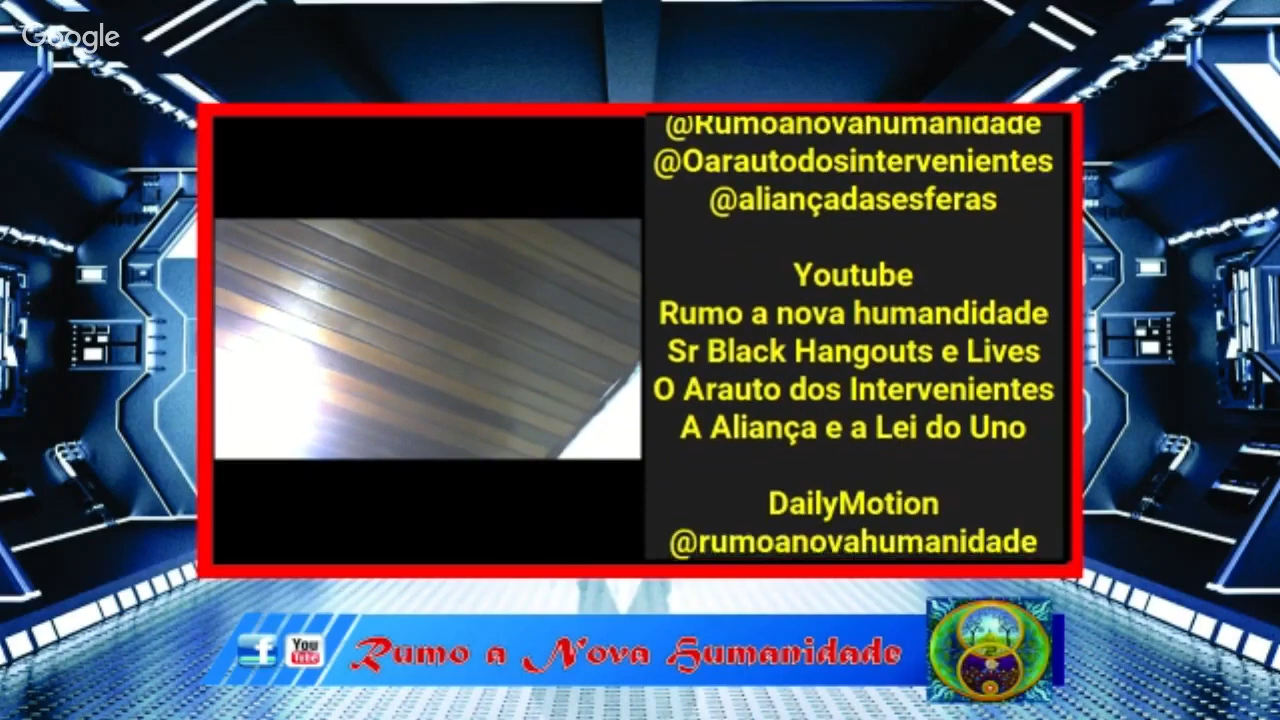 Google
@Rumoanovahumanidade
@Oarautodosintervenientes
@aliançadasesferas
Youtube
Rumo a nova humandidade
Sr Black Hangouts e Lives
O Arauto dos Intervenientes
A Aliança e a Lei do Uno
DailyMotion
@rumoanovahumanidade
f You Tube Rumo a Nova Humanidade